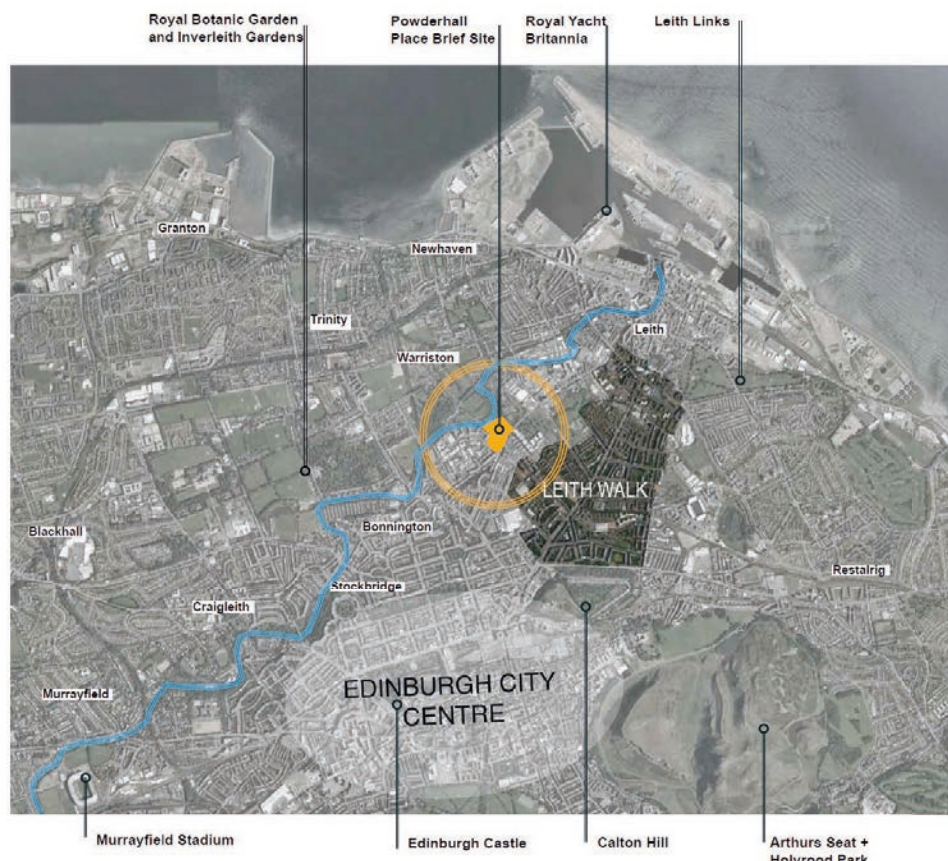 Royal Botanic Garden
and Inverleith Gardens
Powderhall
Place Brief Site
Royal Yacht
Britannia
Leith Links
Granton
Newhaven
Trinity
Leith
Warriston
LEITH WALK
Bonnington
Blackhall
Restalrig
Stockbridge
Craigleith
EDINBURGH CITY
CENTRE
Murrayfield
Murrayfield Stadium
Edinburgh Castle
Calton Hill
Arthurs Seat +
Holyrood Park